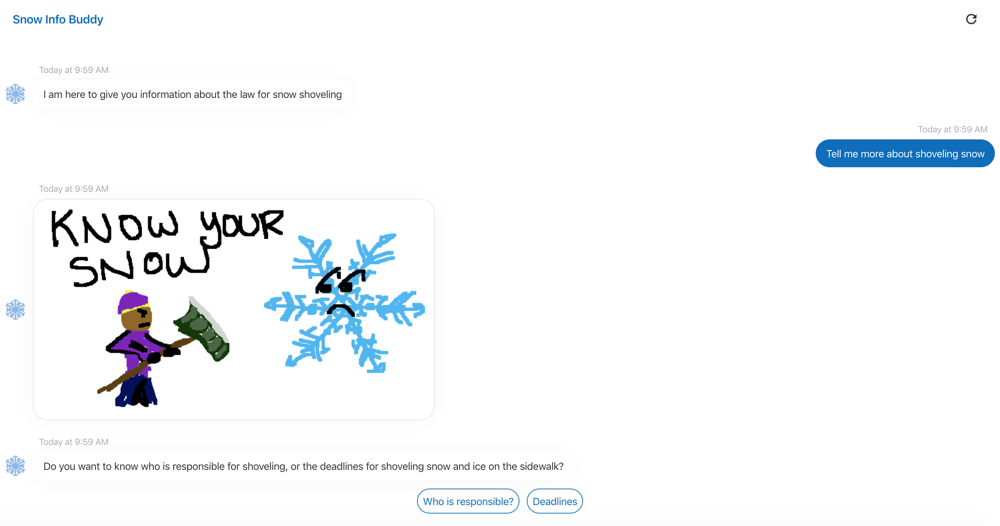 Snow Info Buddy
Today at 9:59 AM
I am here to give you information about the law for snow shoveling
Today at 9:59 AM
Tell me more about shoveling snow
Today at 9:59 AM
KNOW YOUR
SNOW
Today at 9:59 AM
Do you want to know who is responsible for shoveling, or the deadlines for shoveling snow and ice on the sidewalk?
Who is responsible?
Deadlines